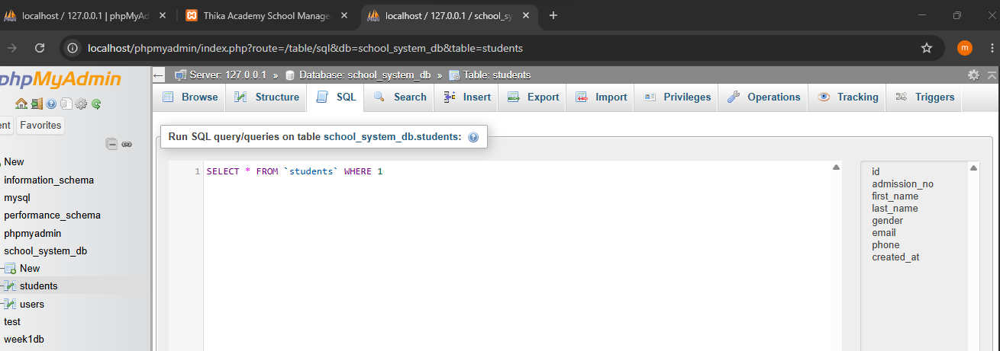 localhost / 127.0.0.1 | phpMyAd
Thika Academy School Manage
localhost / 127.0.0.1 / school_sy
localhost/phpmyadmin/index.php?route=/table/sql&db=school_system_db&table=students
m
phpMyAdmin
Server: 127.0.0.1 » Database: school_system_db » Table: students
Browse Structure SQL Search Insert Export Import Privileges Operations Tracking Triggers
ent Favorites
Run SQL query/queries on table school_system_db.students:
New
information_schema
mysql
performance_schema
phpmyadmin
school_system_db
New
students
users
test
week1db
1 SELECT * FROM `students` WHERE 1
id
admission_no
first_name
last_name
gender
email
phone
created_at